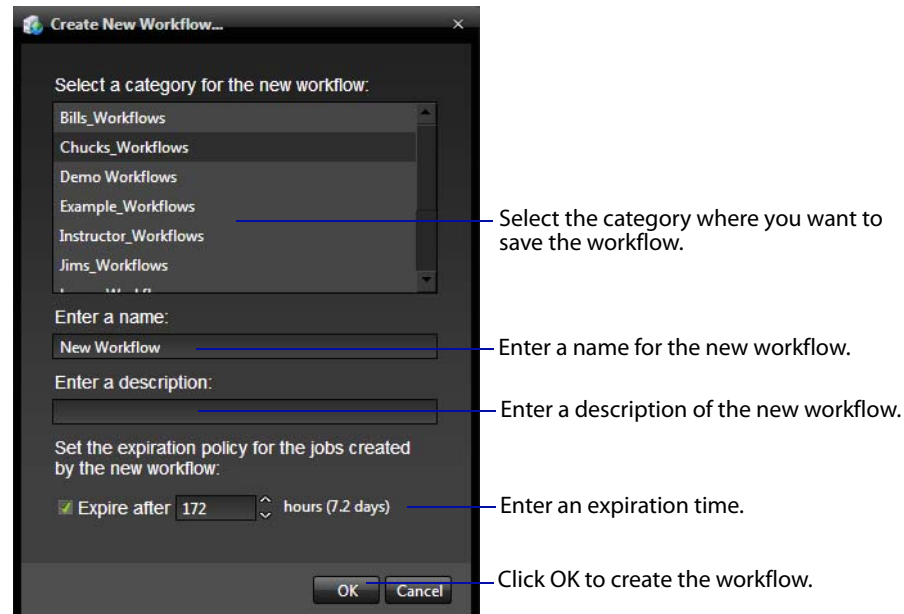 Create New Workflow...
Select a category for the new workflow:
Bills_Workflows
Chucks_Workflows
Demo Workflows
Example_Workflows
Instructor_Workflows
Jims_Workflows
Select the category where you want to
save the workflow.
Enter a name:
New Workflow
Enter a name for the new workflow.
Enter a description:
Enter a description of the new workflow.
Set the expiration policy for the jobs created
by the new workflow:
Expire after 172 hours (7.2 days)
Enter an expiration time.
OK Cancel
Click OK to create the workflow.